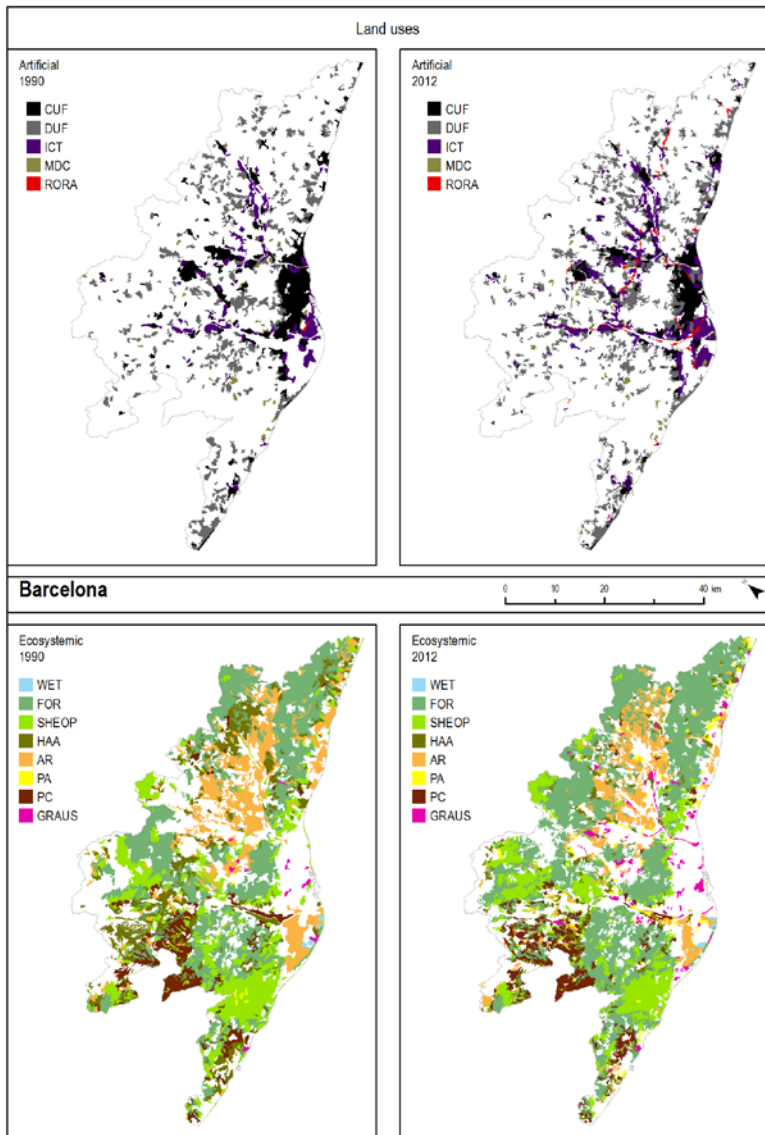 Land uses
Artificial
1990
CUF
DUF
ICT
MDC
RORA
Artificial
2012
CUF
DUF
ICT
MDC
RORA
Barcelona
0 10 20 40 km
N
Ecosystemic
1990
WET
FOR
SHEOP
HAA
AR
PA
PC
GRAUS
Ecosystemic
2012
WET
FOR
SHEOP
HAA
AR
PA
PC
GRAUS